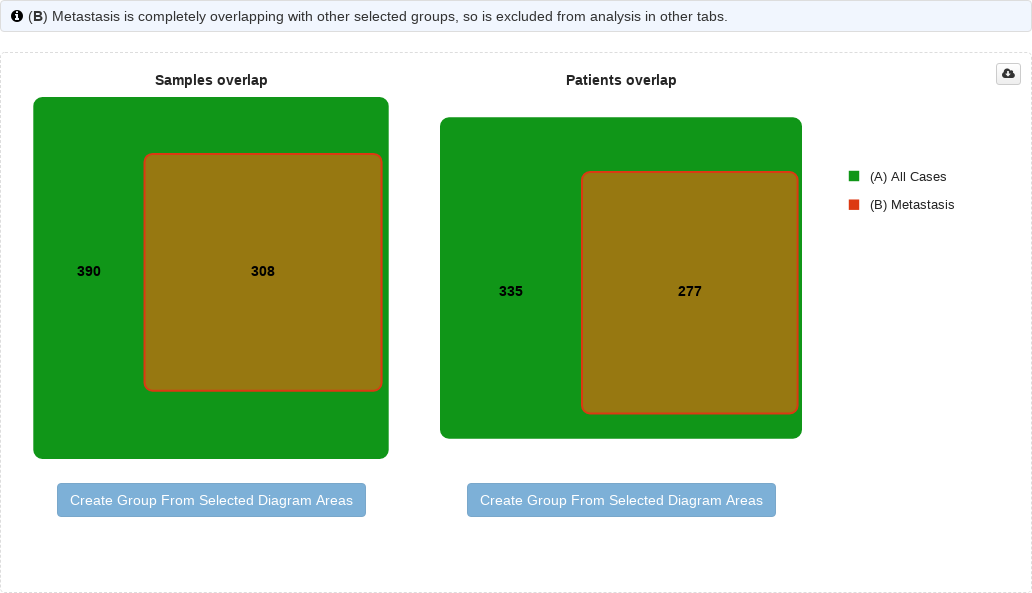 (B) Metastasis is completely overlapping with other selected groups, so is excluded from analysis in other tabs.
Samples overlap
390
308
Create Group From Selected Diagram Areas
Patients overlap
335
277
Create Group From Selected Diagram Areas
(A) All Cases
(B) Metastasis